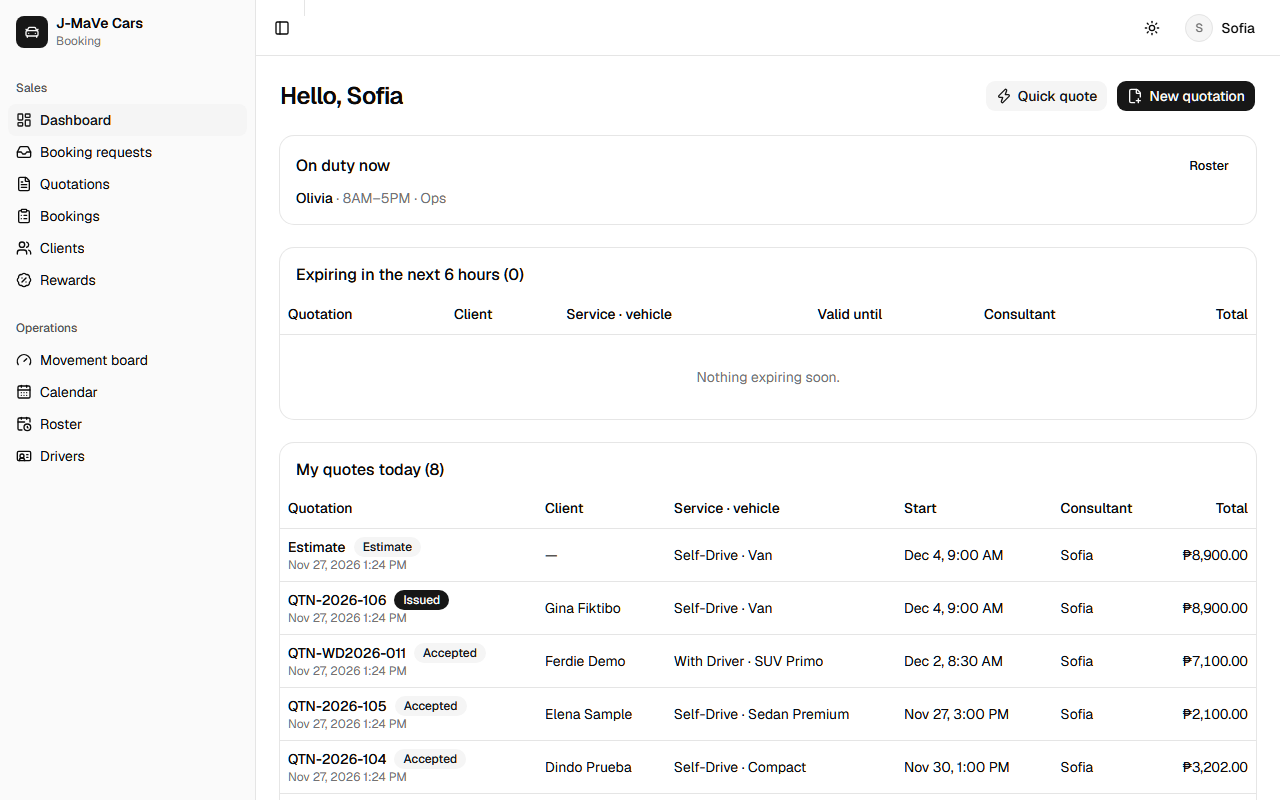 J-MaVe Cars
Booking
S Sofia
Sales
Dashboard
Booking requests
Quotations
Bookings
Clients
Rewards
Operations
Movement board
Calendar
Roster
Drivers
Hello, Sofia
Quick quote
New quotation
On duty now
Roster
Olivia · 8AM–5PM · Ops
Expiring in the next 6 hours (0)
Quotation Client Service · vehicle Valid until Consultant Total
Nothing expiring soon.
My quotes today (8)
Quotation Client Service · vehicle Start Consultant Total
Estimate Estimate — Self-Drive · Van Dec 4, 9:00 AM Sofia ₱8,900.00
Nov 27, 2026 1:24 PM
QTN-2026-106 Issued Gina Fiktibo Self-Drive · Van Dec 4, 9:00 AM Sofia ₱8,900.00
Nov 27, 2026 1:24 PM
QTN-WD2026-011 Accepted Ferdie Demo With Driver · SUV Primo Dec 2, 8:30 AM Sofia ₱7,100.00
Nov 27, 2026 1:24 PM
QTN-2026-105 Accepted Elena Sample Self-Drive · Sedan Premium Nov 27, 3:00 PM Sofia ₱2,100.00
Nov 27, 2026 1:24 PM
QTN-2026-104 Accepted Dindo Prueba Self-Drive · Compact Nov 30, 1:00 PM Sofia ₱3,202.00
Nov 27, 2026 1:24 PM